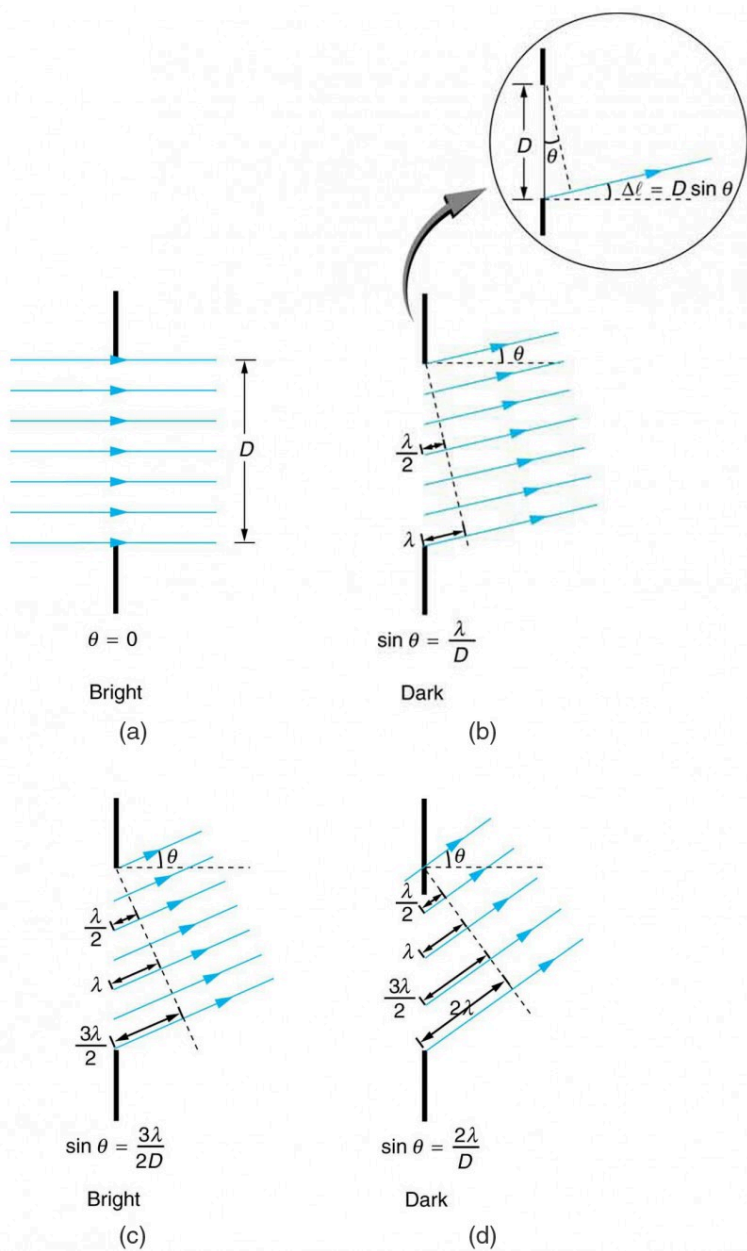 D
θ
Δℓ = D sin θ
D
θ
λ/2
λ
θ = 0
Bright
(a)
sin θ = λ/D
Dark
(b)
θ
λ/2
λ
3λ/2
sin θ = 3λ/2D
Bright
(c)
θ
λ/2
λ
3λ/2
2λ
sin θ = 2λ/D
Dark
(d)